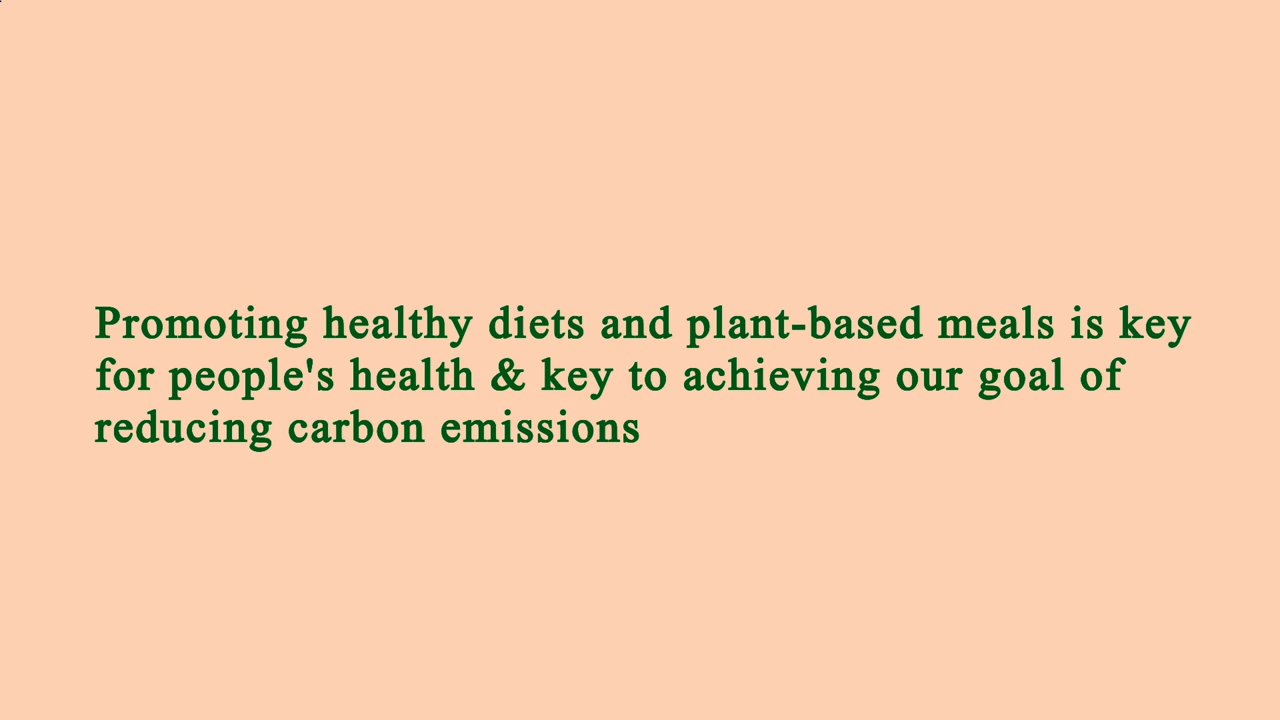 Promoting healthy diets and plant-based meals is key
for people's health & key to achieving our goal of
reducing carbon emissions